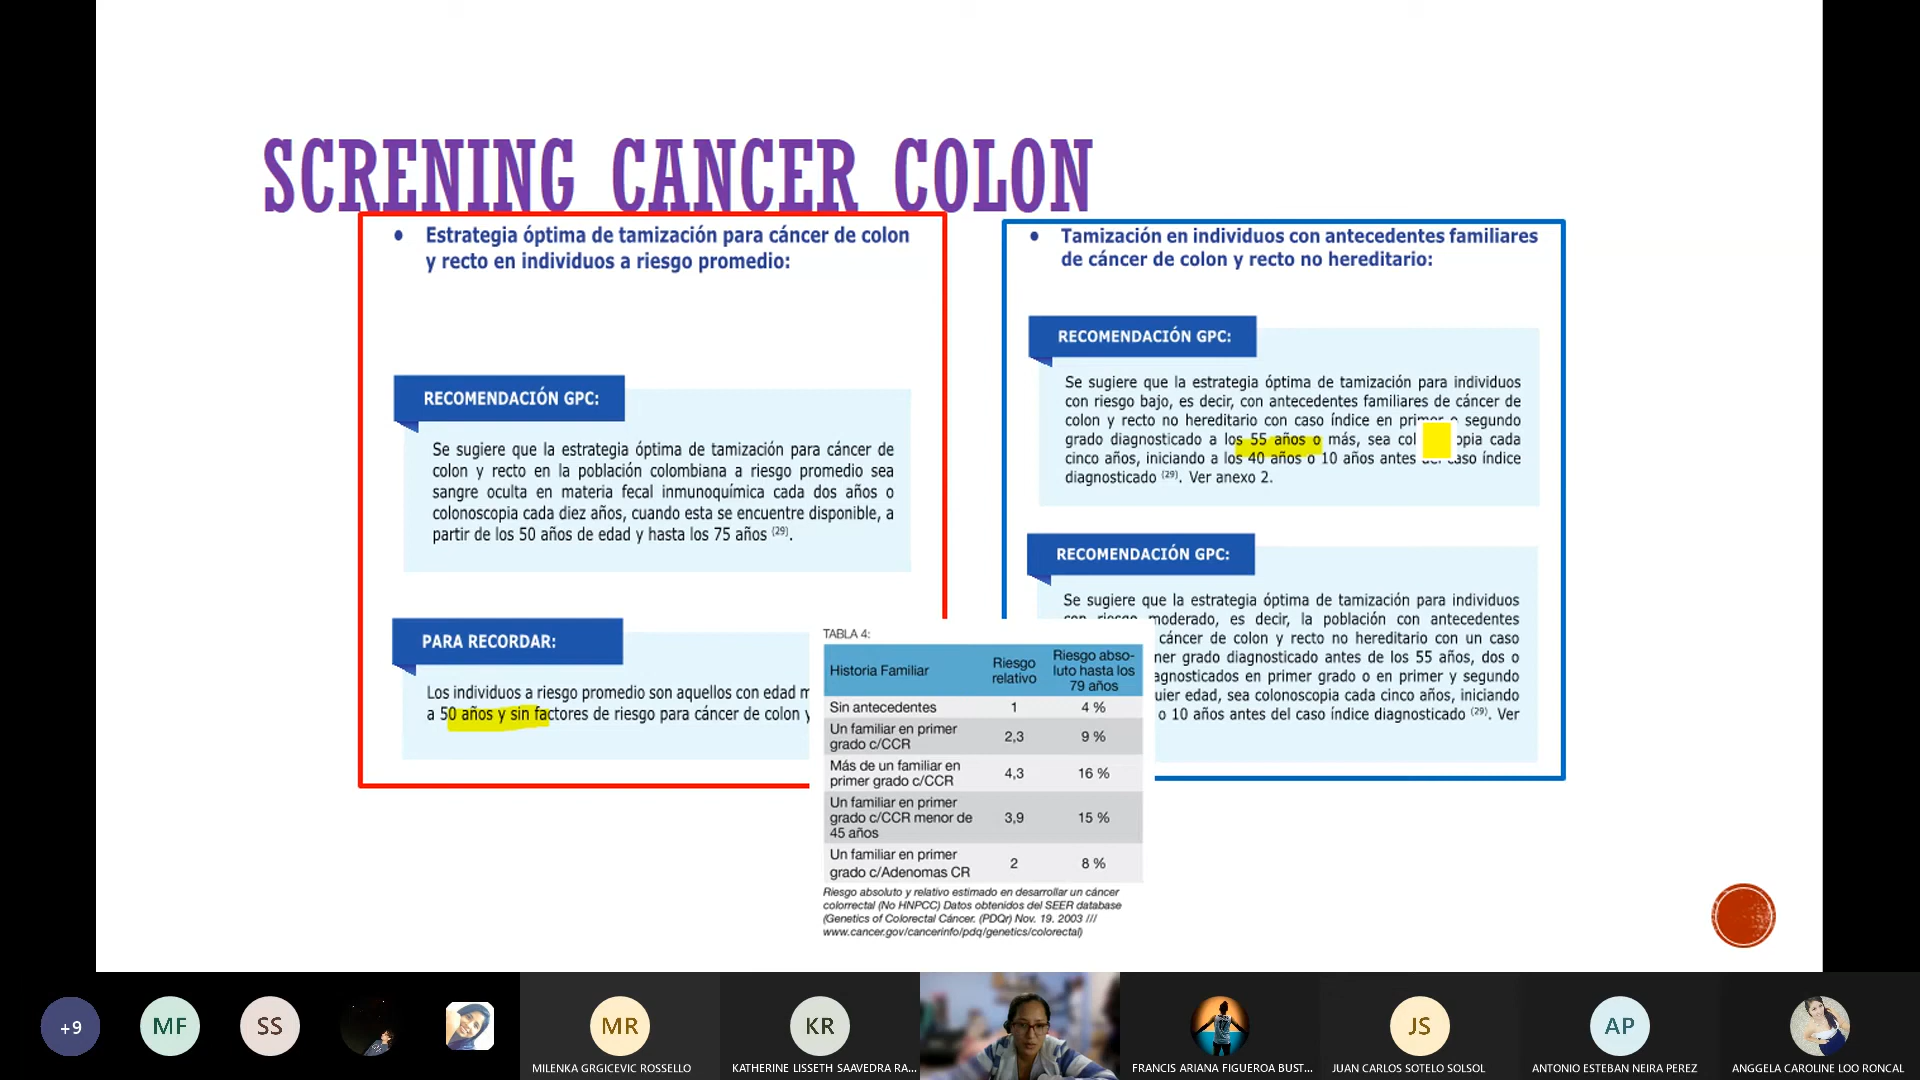 SCRENING CANCER COLON
• Estrategia óptima de tamización para cáncer de colon
y recto en individuos a riesgo promedio:
RECOMENDACIÓN GPC:
Se sugiere que la estrategia óptima de tamización para cáncer de
colon y recto en la población colombiana a riesgo promedio sea
sangre oculta en materia fecal inmunoquímica cada dos años o
colonoscopia cada diez años, cuando esta se encuentre disponible, a
partir de los 50 años de edad y hasta los 75 años (29).
PARA RECORDAR:
Los individuos a riesgo promedio son aquellos con edad m
a 50 años y sin factores de riesgo para cáncer de colon y
• Tamización en individuos con antecedentes familiares
de cáncer de colon y recto no hereditario:
RECOMENDACIÓN GPC:
Se sugiere que la estrategia óptima de tamización para individuos
con riesgo bajo, es decir, con antecedentes familiares de cáncer de
colon y recto no hereditario con caso índice en primer o segundo
grado diagnosticado a los 55 años o más, sea col opia cada
cinco años, iniciando a los 40 años o 10 años antes del caso índice
diagnosticado (29). Ver anexo 2.
RECOMENDACIÓN GPC:
Se sugiere que la estrategia óptima de tamización para individuos
con riesgo moderado, es decir, la población con antecedentes
cáncer de colon y recto no hereditario con un caso
mer grado diagnosticado antes de los 55 años, dos o
agnosticados en primer grado o en primer y segundo
uier edad, sea colonoscopia cada cinco años, iniciando
o 10 años antes del caso índice diagnosticado (29). Ver
TABLA 4:
Historia Familiar Riesgo relativo Riesgo abso-
luto hasta los
79 años
Sin antecedentes 1 4 %
Un familiar en primer
grado c/CCR 2,3 9 %
Más de un familiar en
primer grado c/CCR 4,3 16 %
Un familiar en primer
grado c/CCR menor de
45 años 3,9 15 %
Un familiar en primer
grado c/Adenomas CR 2 8 %
Riesgo absoluto y relativo estimado en desarrollar un cáncer
colorrectal (No HNPCC) Datos obtenidos del SEER database
(Genetics of Colorectal Cáncer. (PDQr) Nov. 19. 2003 ///
www.cancer.gov/cancerinfo/pdq/genetics/colorectal)
+9
MF
SS
MR
KR
JS
AP
MILENKA GRGICEVIC ROSSELLO
KATHERINE LISSETH SAAVEDRA RA...
FRANCIS ARIANA FIGUEROA BUST...
JUAN CARLOS SOTELO SOLSOL
ANTONIO ESTEBAN NEIRA PEREZ
ANGGELA CAROLINE LOO RONCAL